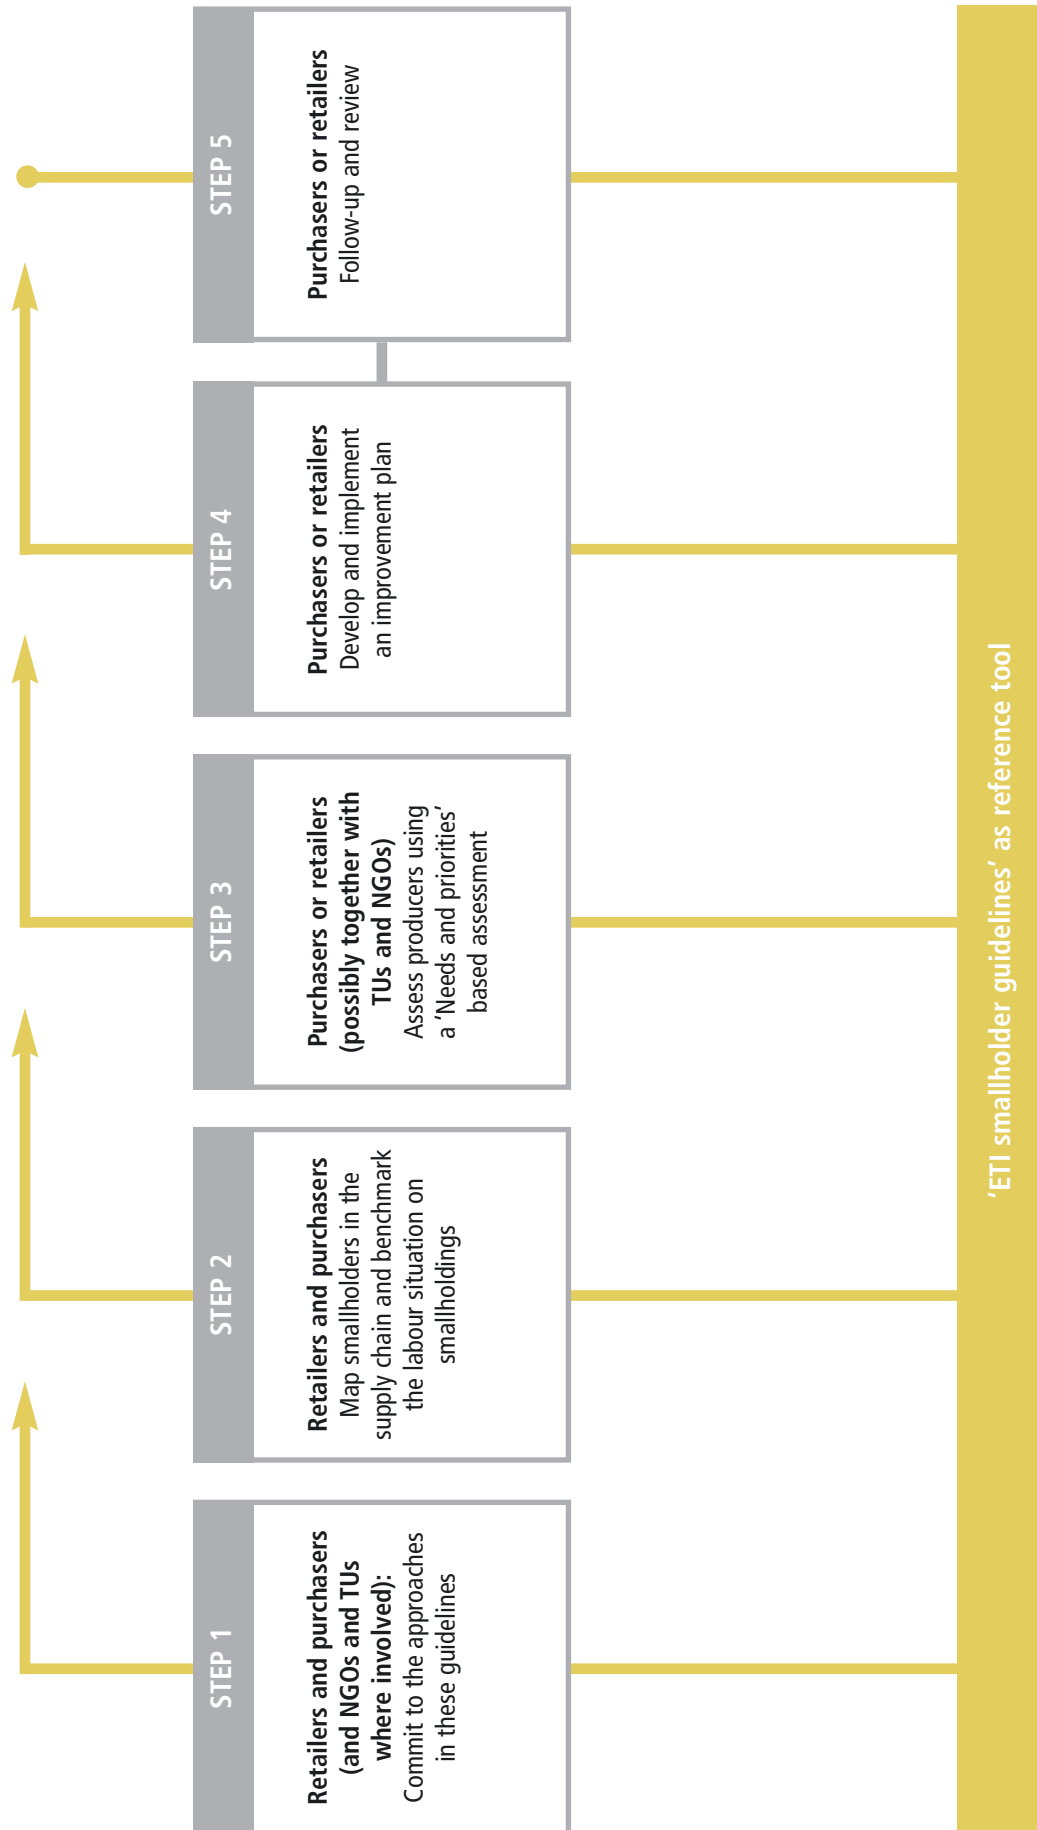 STEP 1
Retailers and purchasers
(and NGOs and TUs
where involved):
Commit to the approaches
in these guidelines
STEP 2
Retailers and purchasers
Map smallholders in the
supply chain and benchmark
the labour situation on
smallholdings
STEP 3
Purchasers or retailers
(possibly together with
TUs and NGOs)
Assess producers using
a ‘Needs and priorities’
based assessment
STEP 4
Purchasers or retailers
Develop and implement
an improvement plan
STEP 5
Purchasers or retailers
Follow-up and review
‘ETI smallholder guidelines’ as reference tool